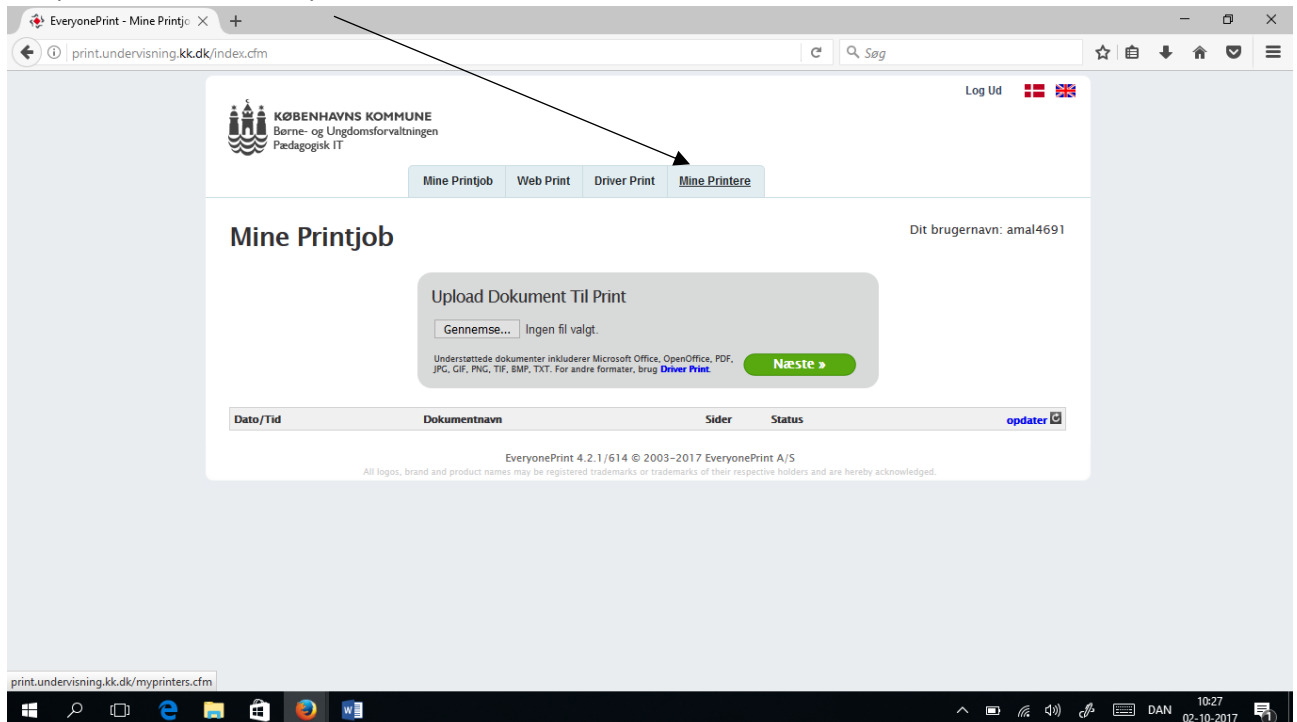 EveryonePrint - Mine Printjo
print.undervisning.kk.dk/index.cfm
Søg
Log Ud
KØBENHAVNS KOMMUNE
Børne- og Ungdomsforvaltningen
Pædagogisk IT
Mine Printjob Web Print Driver Print Mine Printere
Mine Printjob
Dit brugernavn: amal4691
Upload Dokument Til Print
Gennemse... Ingen fil valgt.
Understøttede dokumenter inkluderer Microsoft Office, OpenOffice, PDF,
JPG, GIF, PNG, TIF, BMP, TXT. For andre formater, brug Driver Print.
Næste »
Dato/Tid Dokumentnavn Sider Status opdater
EveryonePrint 4.2.1/614 © 2003-2017 EveryonePrint A/S
All logos, brand and product names may be registered trademarks or trademarks of their respective holders and are hereby acknowledged.
print.undervisning.kk.dk/myprinters.cfm
DAN
10:27
02-10-2017